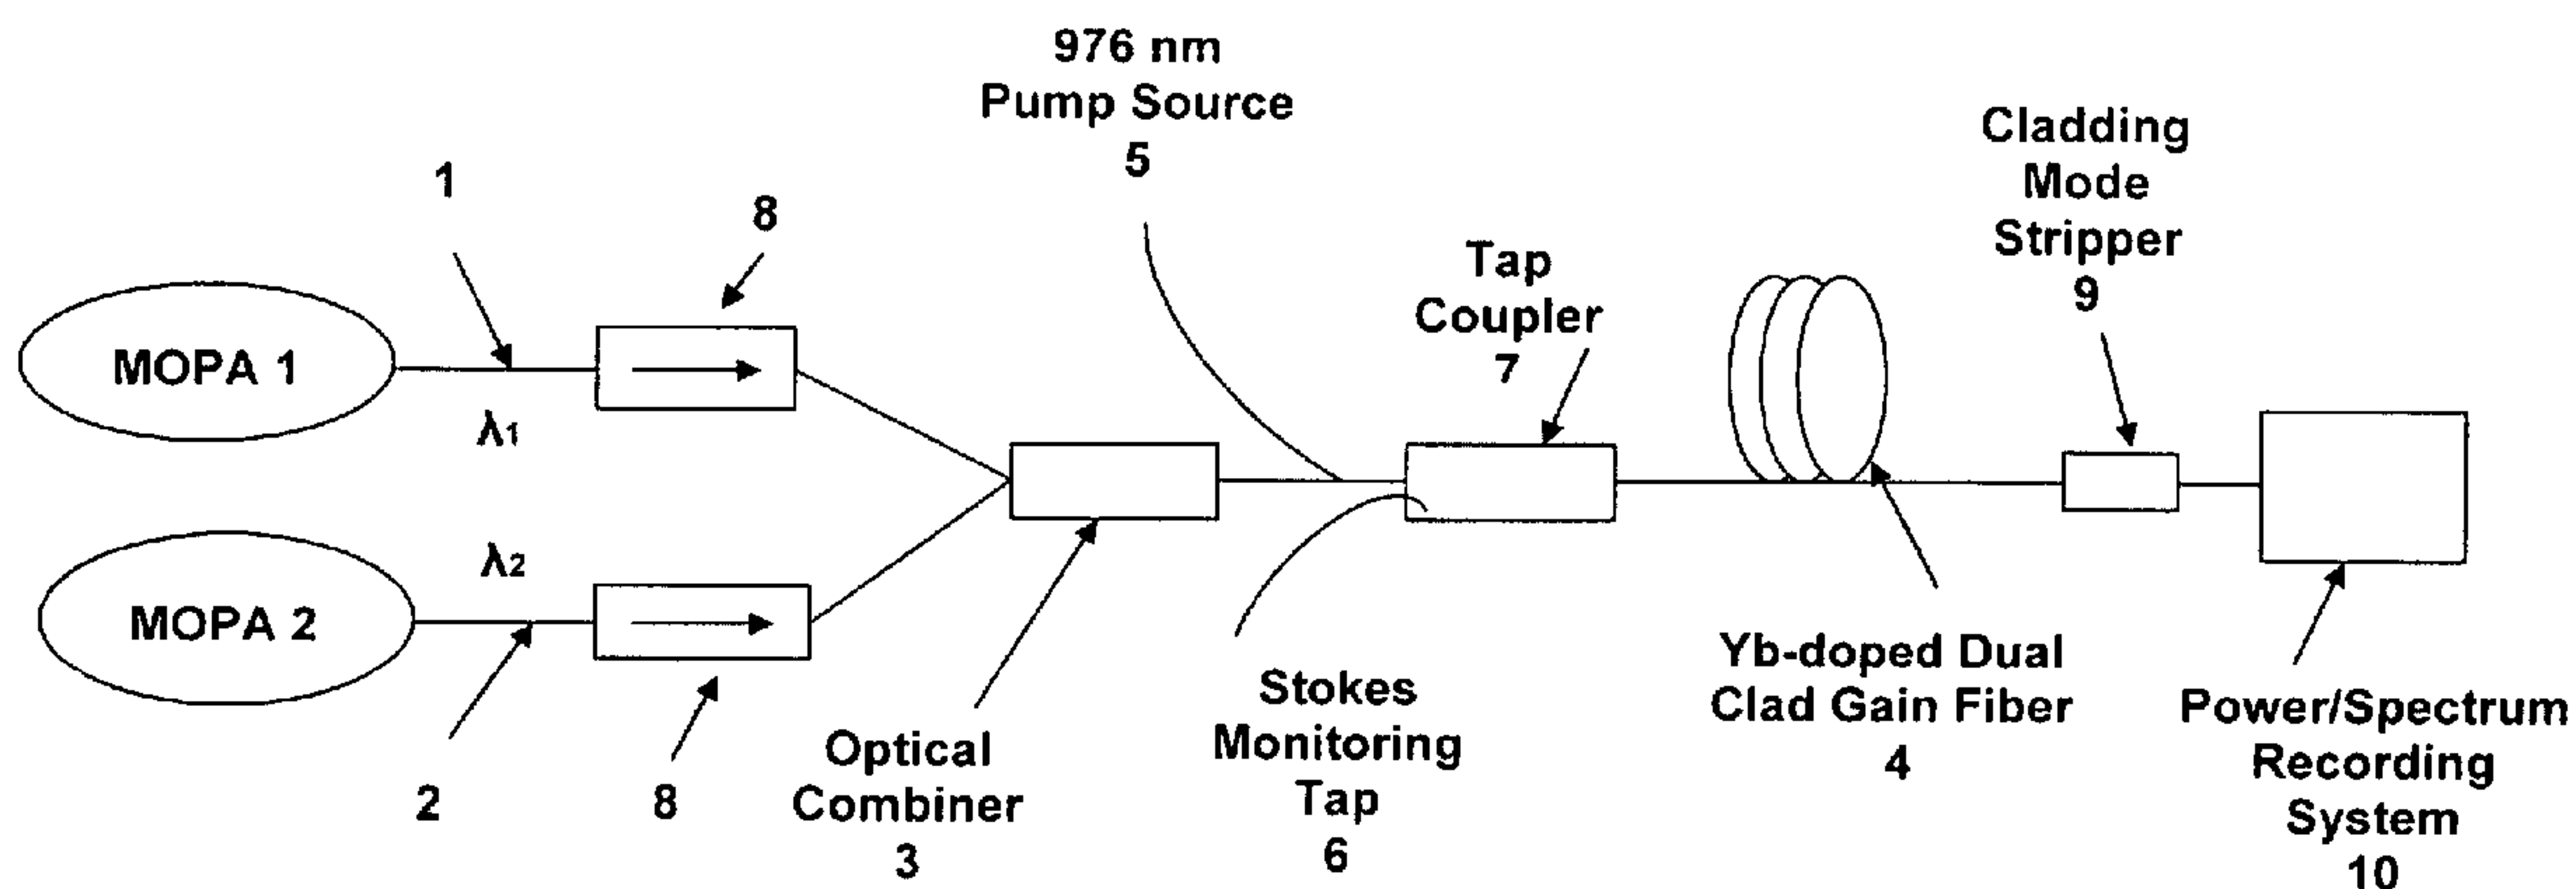 976 nm
Pump Source
5
Cladding
Mode
Stripper
9
1
8
Tap
Coupler
7
MOPA 1
λ1
λ2
MOPA 2
2
8
Optical
Combiner
3
Stokes
Monitoring
Tap
6
Yb-doped Dual
Clad Gain Fiber
4
Power/Spectrum
Recording
System
10